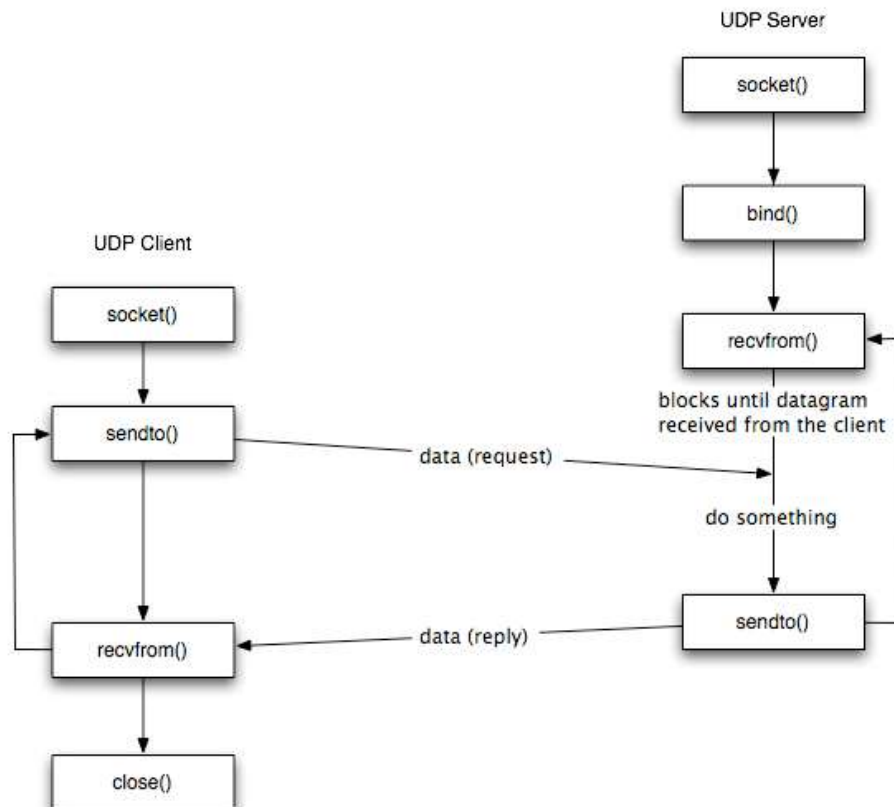 UDP Server
socket()
bind()
UDP Client
socket()
recvfrom()
blocks until datagram
received from the client
sendto()
data (request)
do something
sendto()
data (reply)
recvfrom()
close()